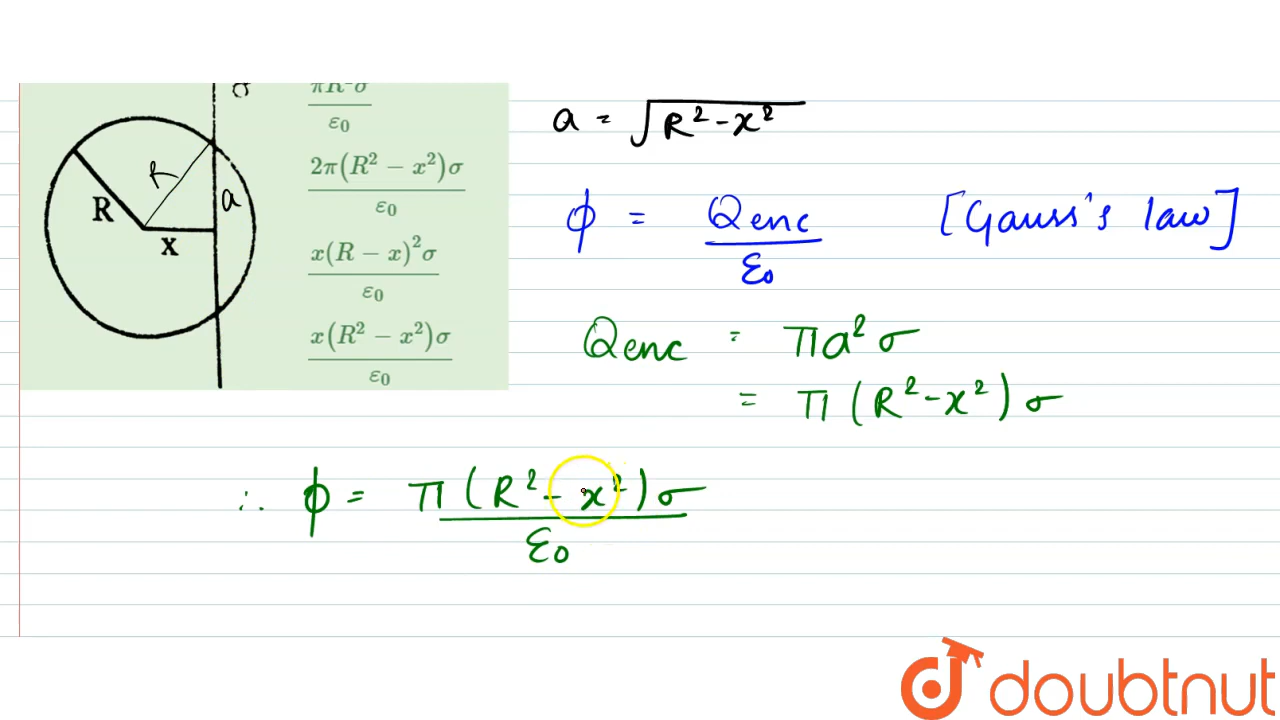 σ
πR²σ
ε₀
R
a
R
X
2π(R² − x²)σ
ε₀
x(R − x)²σ
ε₀
x(R² − x²)σ
ε₀
a = √R² - x²
φ = Qenc [Gauss's law]
ε₀
Qenc = πa²σ
= π (R² - x²) σ
∴ φ = π (R² - x²) σ
ε₀
doubtnut